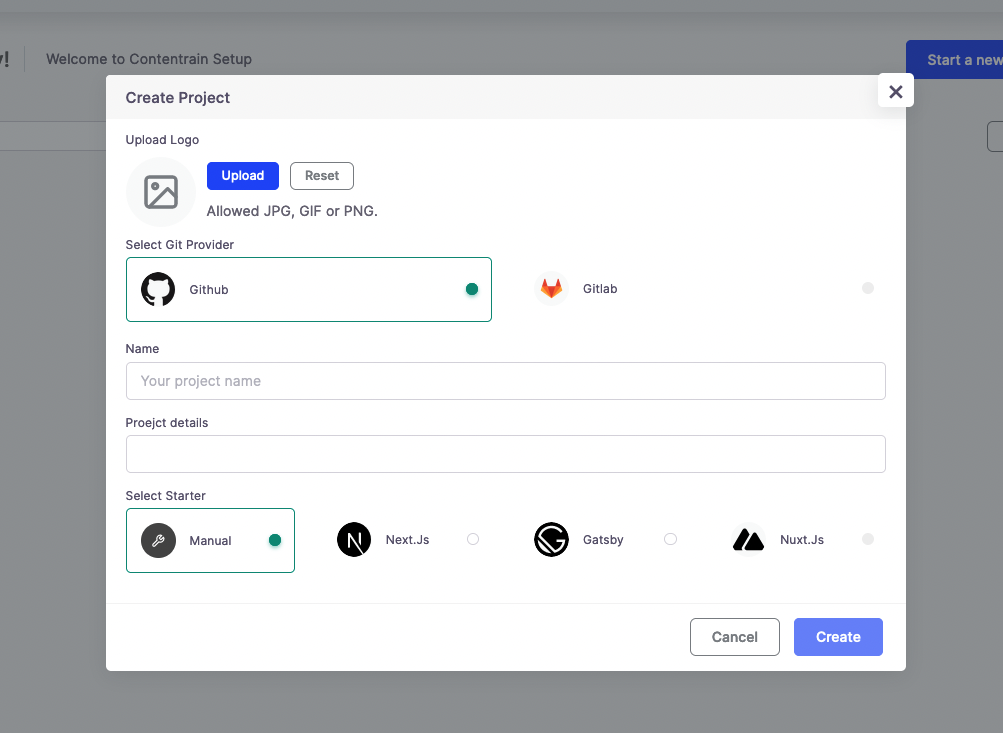 y!
Welcome to Contentrain Setup
Start a new
Create Project
Upload Logo
Upload
Reset
Allowed JPG, GIF or PNG.
Select Git Provider
Github
Gitlab
Name
Your project name
Proejct details
Select Starter
Manual
Next.Js
Gatsby
Nuxt.Js
Cancel
Create